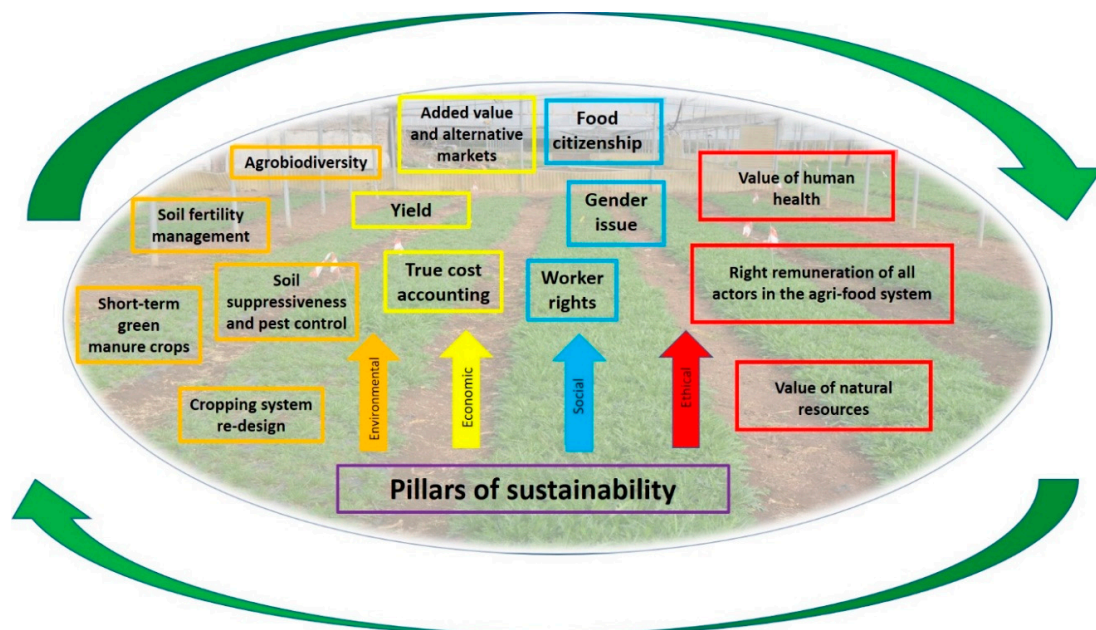 Added value
and alternative
markets
Food
citizenship
Agrobiodiversity
Value of human
health
Soil fertility
management
Yield
Gender
issue
Short-term
green
manure crops
Soil
suppressiveness
and pest control
True cost
accounting
Worker
rights
Right remuneration of all
actors in the agri-food system
Cropping system
re-design
Environmental
Economic
Social
Ethical
Value of natural
resources
Pillars of sustainability